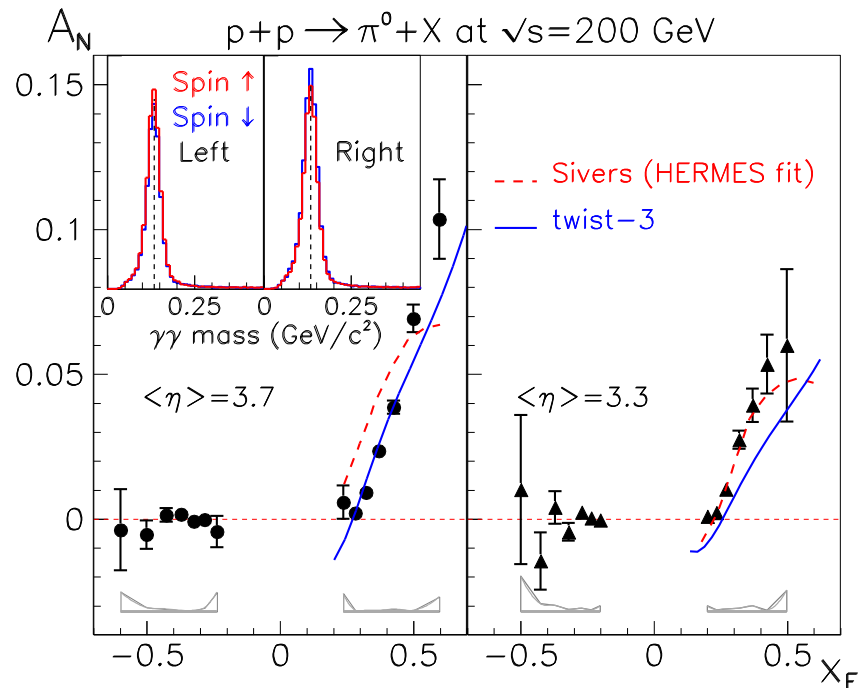 A_N p+p → π⁰+X at √s=200 GeV
0.15
0.1
0.05
0
Spin ↑
Spin ↓
Left
Right
0 0.25 0 0.25
γγ mass (GeV/c²)
Sivers (HERMES fit)
twist-3
<η>=3.7
<η>=3.3
-0.5 0 0.5 -0.5 0 0.5
X_F